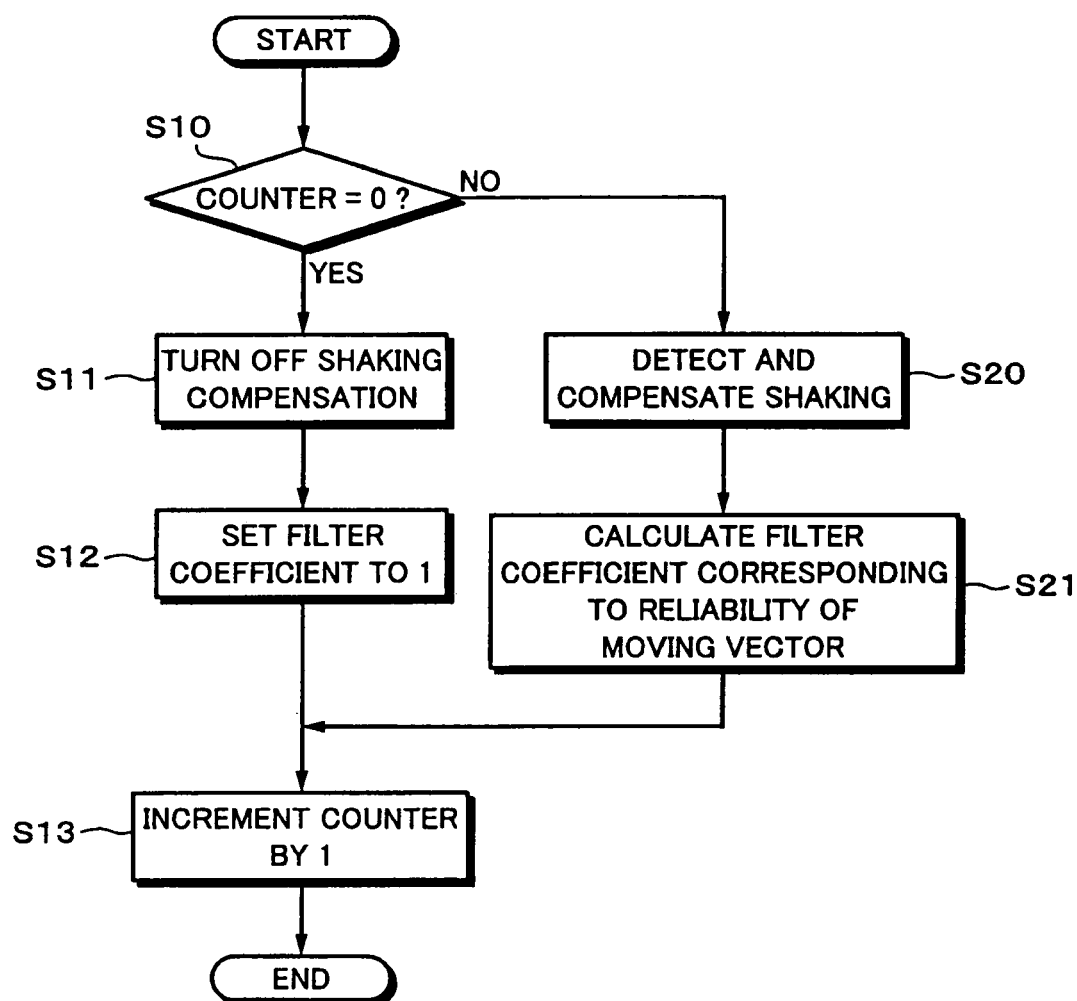 START
S10
COUNTER = 0 ?
NO
YES
S11
TURN OFF SHAKING
COMPENSATION
DETECT AND
COMPENSATE SHAKING
S20
S12
SET FILTER
COEFFICIENT TO 1
CALCULATE FILTER
COEFFICIENT CORRESPONDING
TO RELIABILITY OF
MOVING VECTOR
S21
S13
INCREMENT COUNTER
BY 1
END